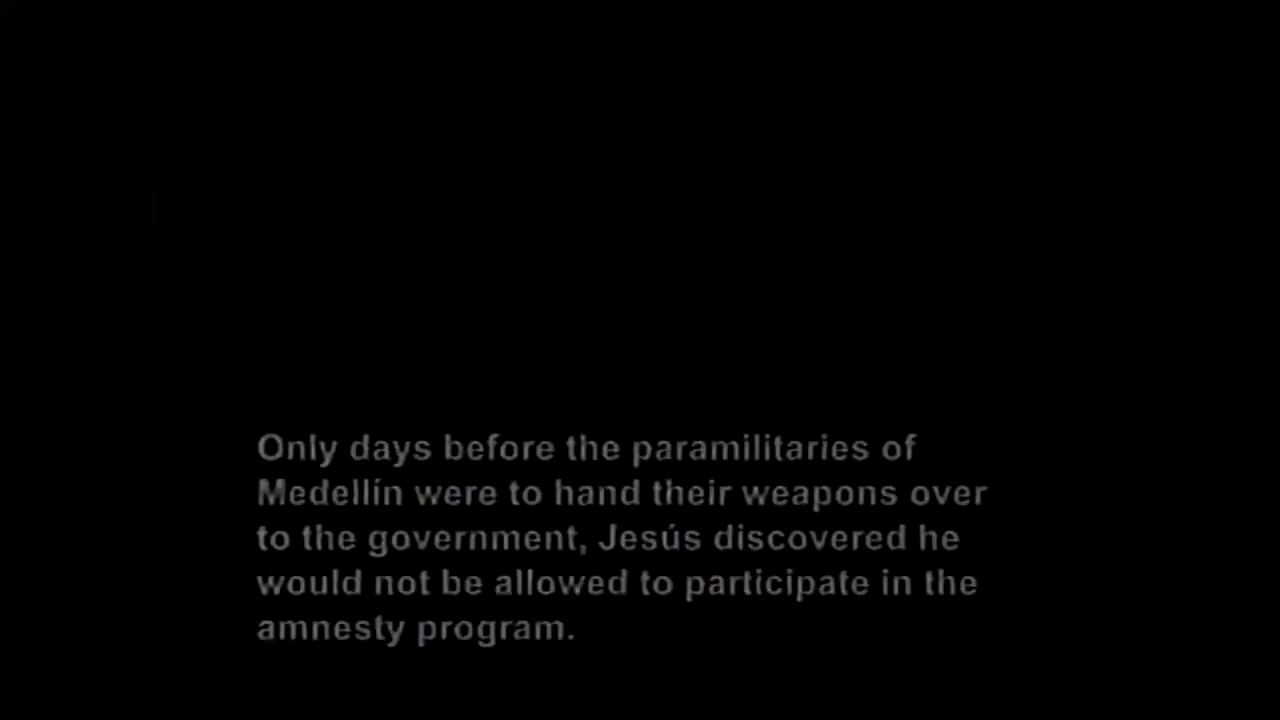 Only days before the paramilitaries of
Medellín were to hand their weapons over
to the government, Jesús discovered he
would not be allowed to participate in the
amnesty program.